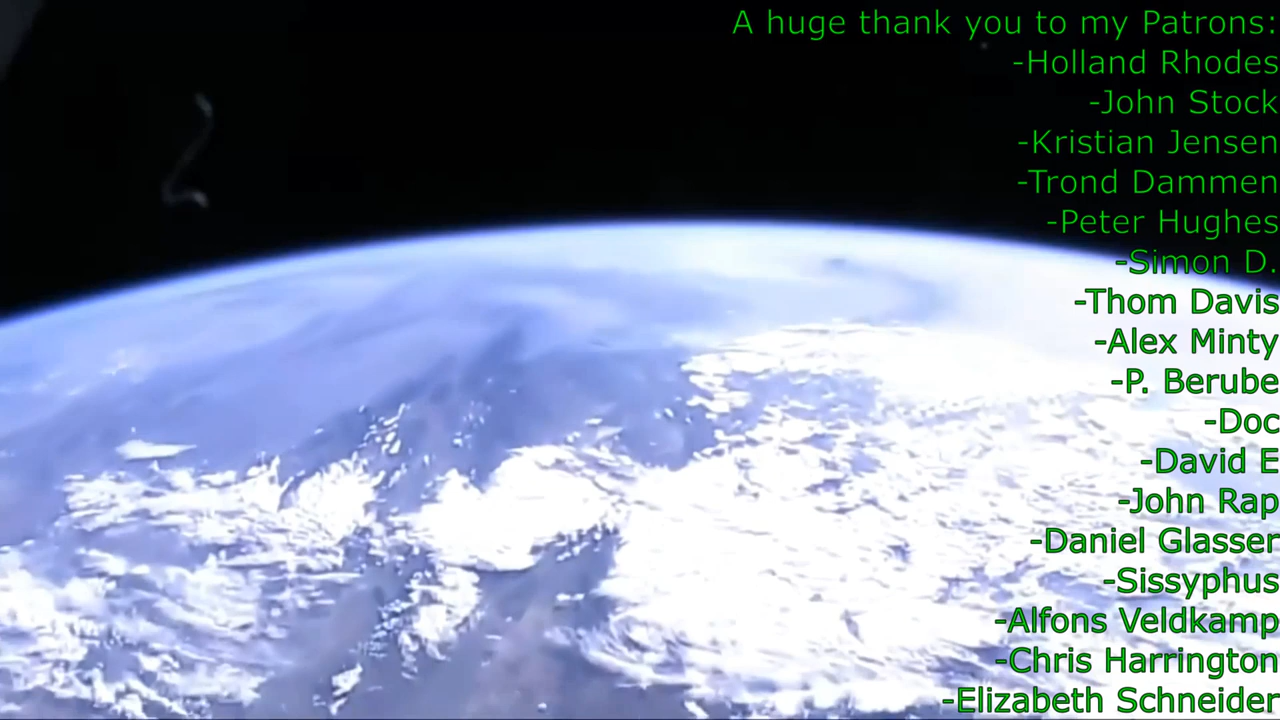 A huge thank you to my Patrons:
-Holland Rhodes
-John Stock
-Kristian Jensen
-Trond Dammen
-Peter Hughes
-Simon D.
-Thom Davis
-Alex Minty
-P. Berube
-Doc
-David E
-John Rap
-Daniel Glasser
-Sissyphus
-Alfons Veldkamp
-Chris Harrington
-Elizabeth Schneider